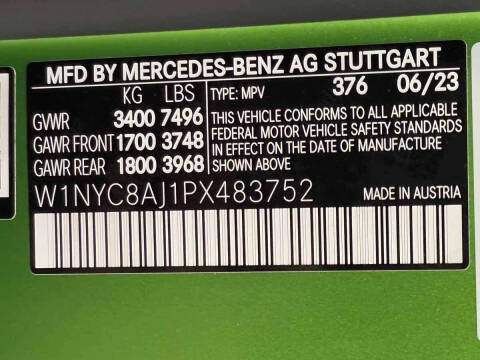 MFD BY MERCEDES-BENZ AG STUTTGART
KG LBS
GVWR 3400 7496
GAWR FRONT 1700 3748
GAWR REAR 1800 3968
TYPE: MPV 376 06/23
THIS VEHICLE CONFORMS TO ALL APPLICABLE
FEDERAL MOTOR VEHICLE SAFETY STANDARDS
IN EFFECT ON THE DATE OF MANUFACTURE
SHOWN ABOVE
W1NYC8AJ1PX483752 MADE IN AUSTRIA